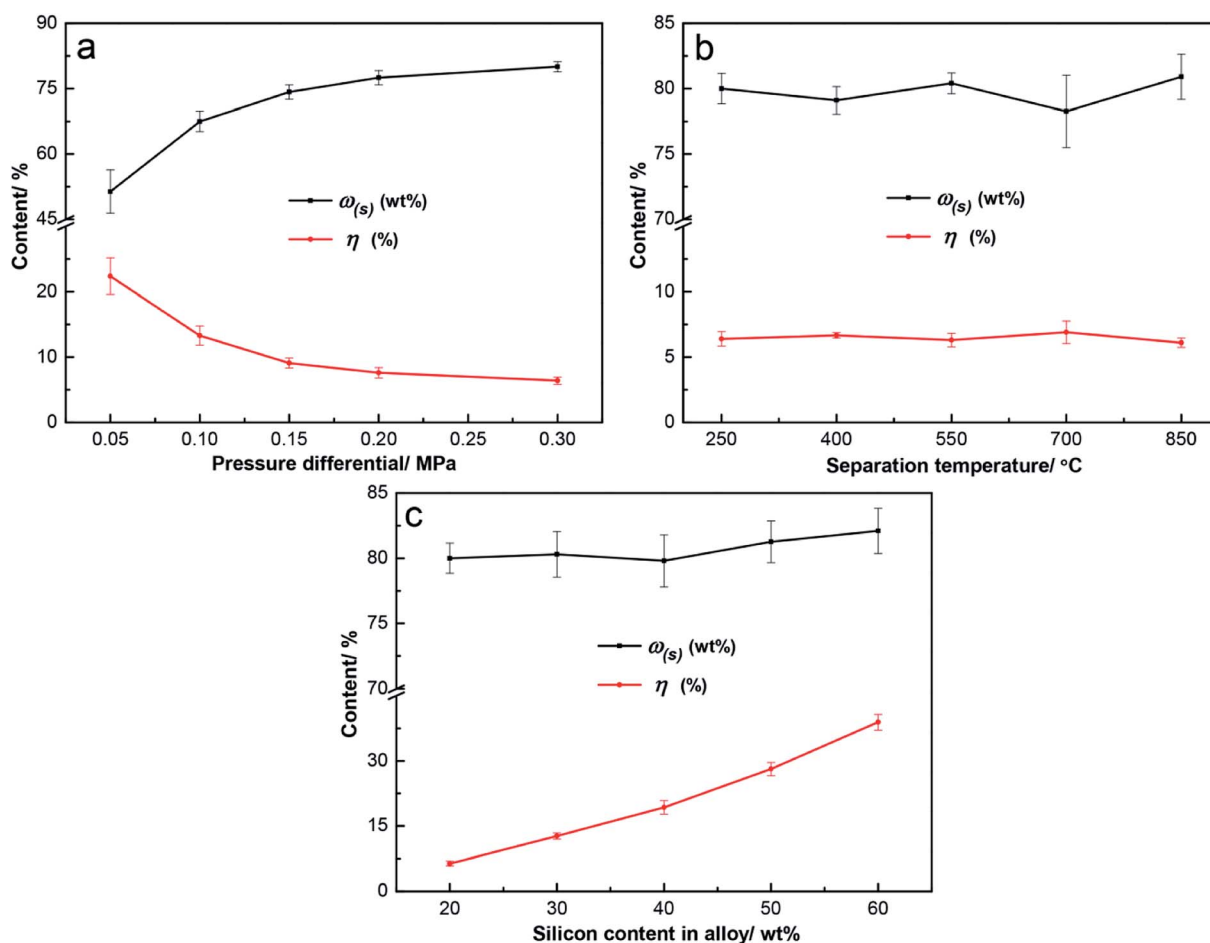 a
Content/ %
90
75
60
45
20
10
0
ω(s) (wt%)
η (%)
0.05 0.10 0.15 0.20 0.25 0.30
Pressure differential/ MPa
b
Content/ %
85
80
75
70
10
5
0
ω(s) (wt%)
η (%)
250 400 550 700 850
Separation temperature/ °C
c
Content/ %
85
80
75
70
30
15
0
ω(s) (wt%)
η (%)
20 30 40 50 60
Silicon content in alloy/ wt%